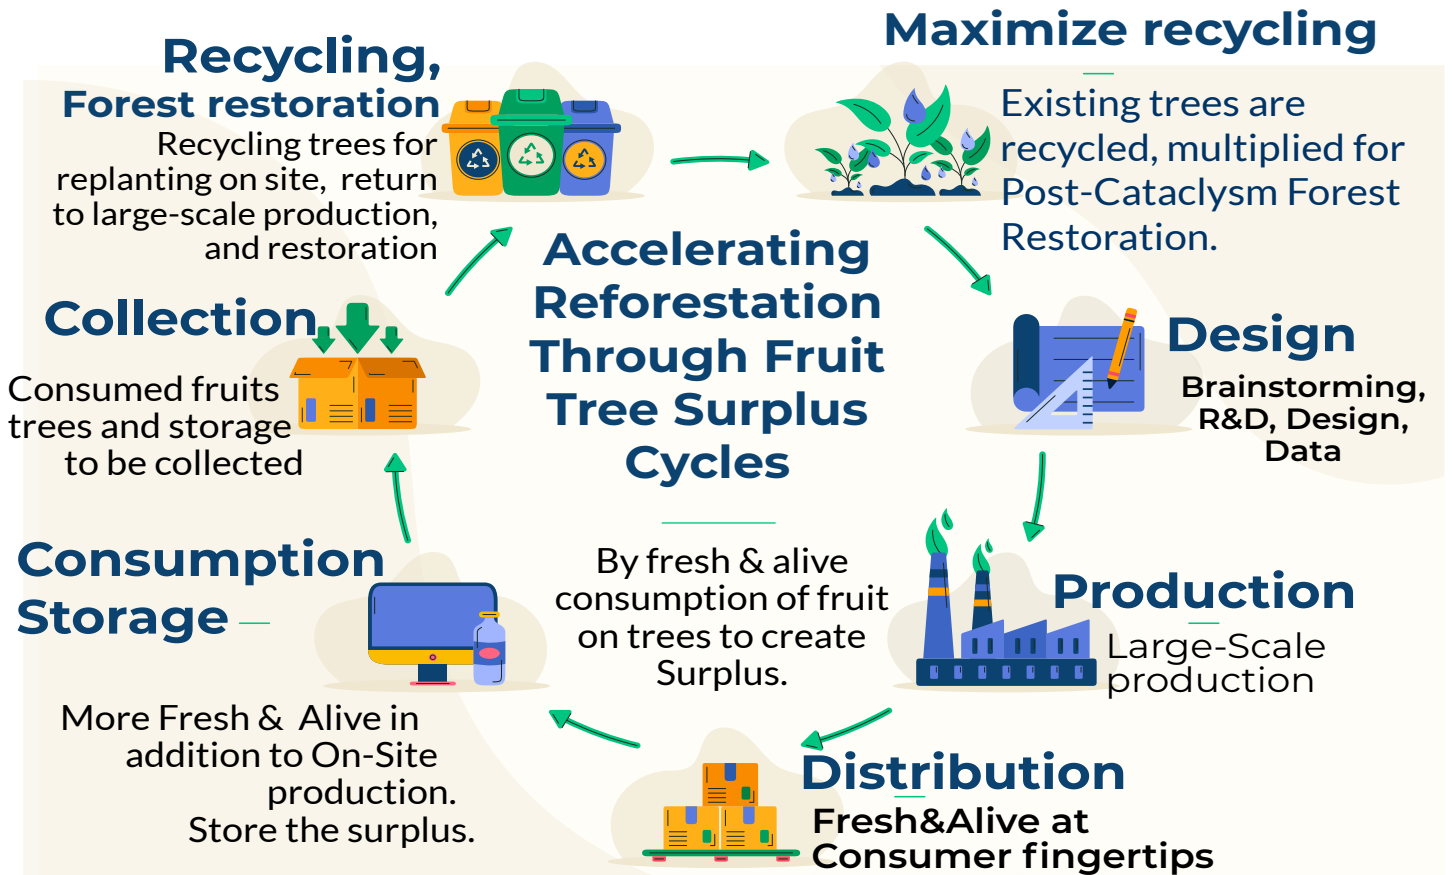 Maximize recycling
Existing trees are
recycled, multiplied for
Post-Cataclysm Forest
Restoration.
Design
Brainstorming,
R&D, Design,
Data
Production
Large-Scale
production
Distribution
Fresh&Alive at
Consumer fingertips
Consumption
Storage
More Fresh & Alive in
addition to On-Site
production.
Store the surplus.
Collection
Consumed fruits
trees and storage
to be collected
Recycling,
Forest restoration
Recycling trees for
replanting on site, return
to large-scale production,
and restoration
Accelerating
Reforestation
Through Fruit
Tree Surplus
Cycles
By fresh & alive
consumption of fruit
on trees to create
Surplus.